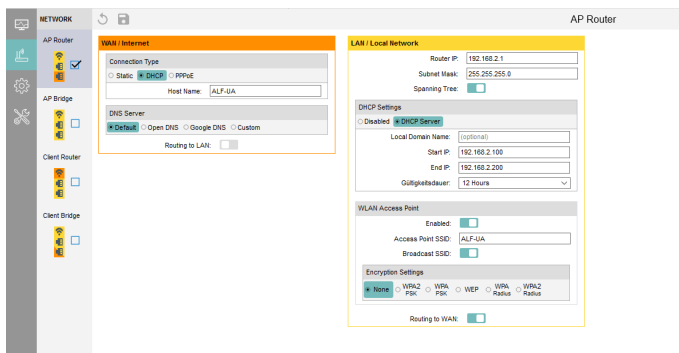 NETWORK
AP Router
AP Router
AP Bridge
Client Router
Client Bridge
WAN / Internet
Connection Type
Static DHCP PPPoE
Host Name: ALF-UA
DNS Server
Default Open DNS Google DNS Custom
Routing to LAN:
LAN / Local Network
Router IP: 192.168.2.1
Subnet Mask: 255.255.255.0
Spanning Tree:
DHCP Settings
Disabled DHCP Server
Local Domain Name: (optional)
Start IP: 192.168.2.100
End IP: 192.168.2.200
Gültigkeitsdauer: 12 Hours
WLAN Access Point
Enabled:
Access Point SSID: ALF-UA
Broadcast SSID:
Encryption Settings
None WPA2 PSK WPA PSK WEP WPA Radius WPA2 Radius
Routing to WAN: